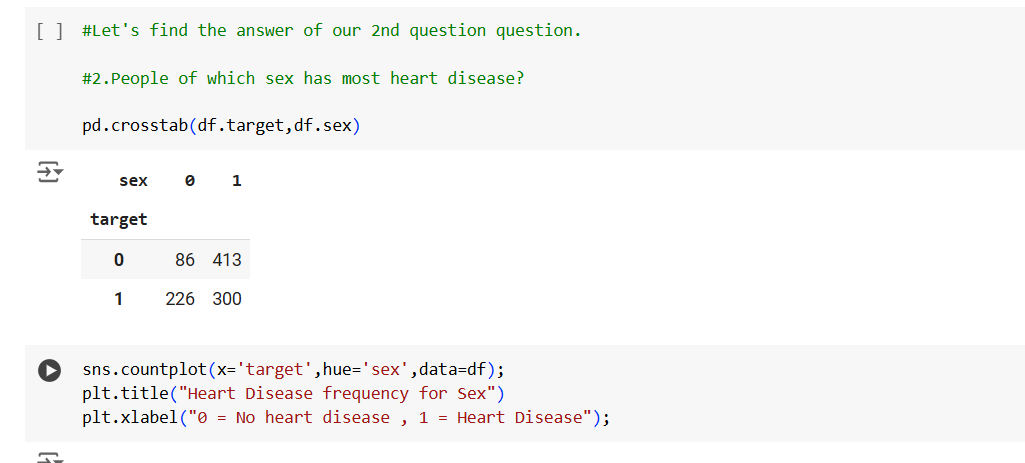 [ ] #Let's find the answer of our 2nd question question.
#2.People of which sex has most heart disease?
pd.crosstab(df.target,df.sex)
sex 0 1
target
0 86 413
1 226 300
sns.countplot(x='target',hue='sex',data=df);
plt.title("Heart Disease frequency for Sex")
plt.xlabel("0 = No heart disease , 1 = Heart Disease");